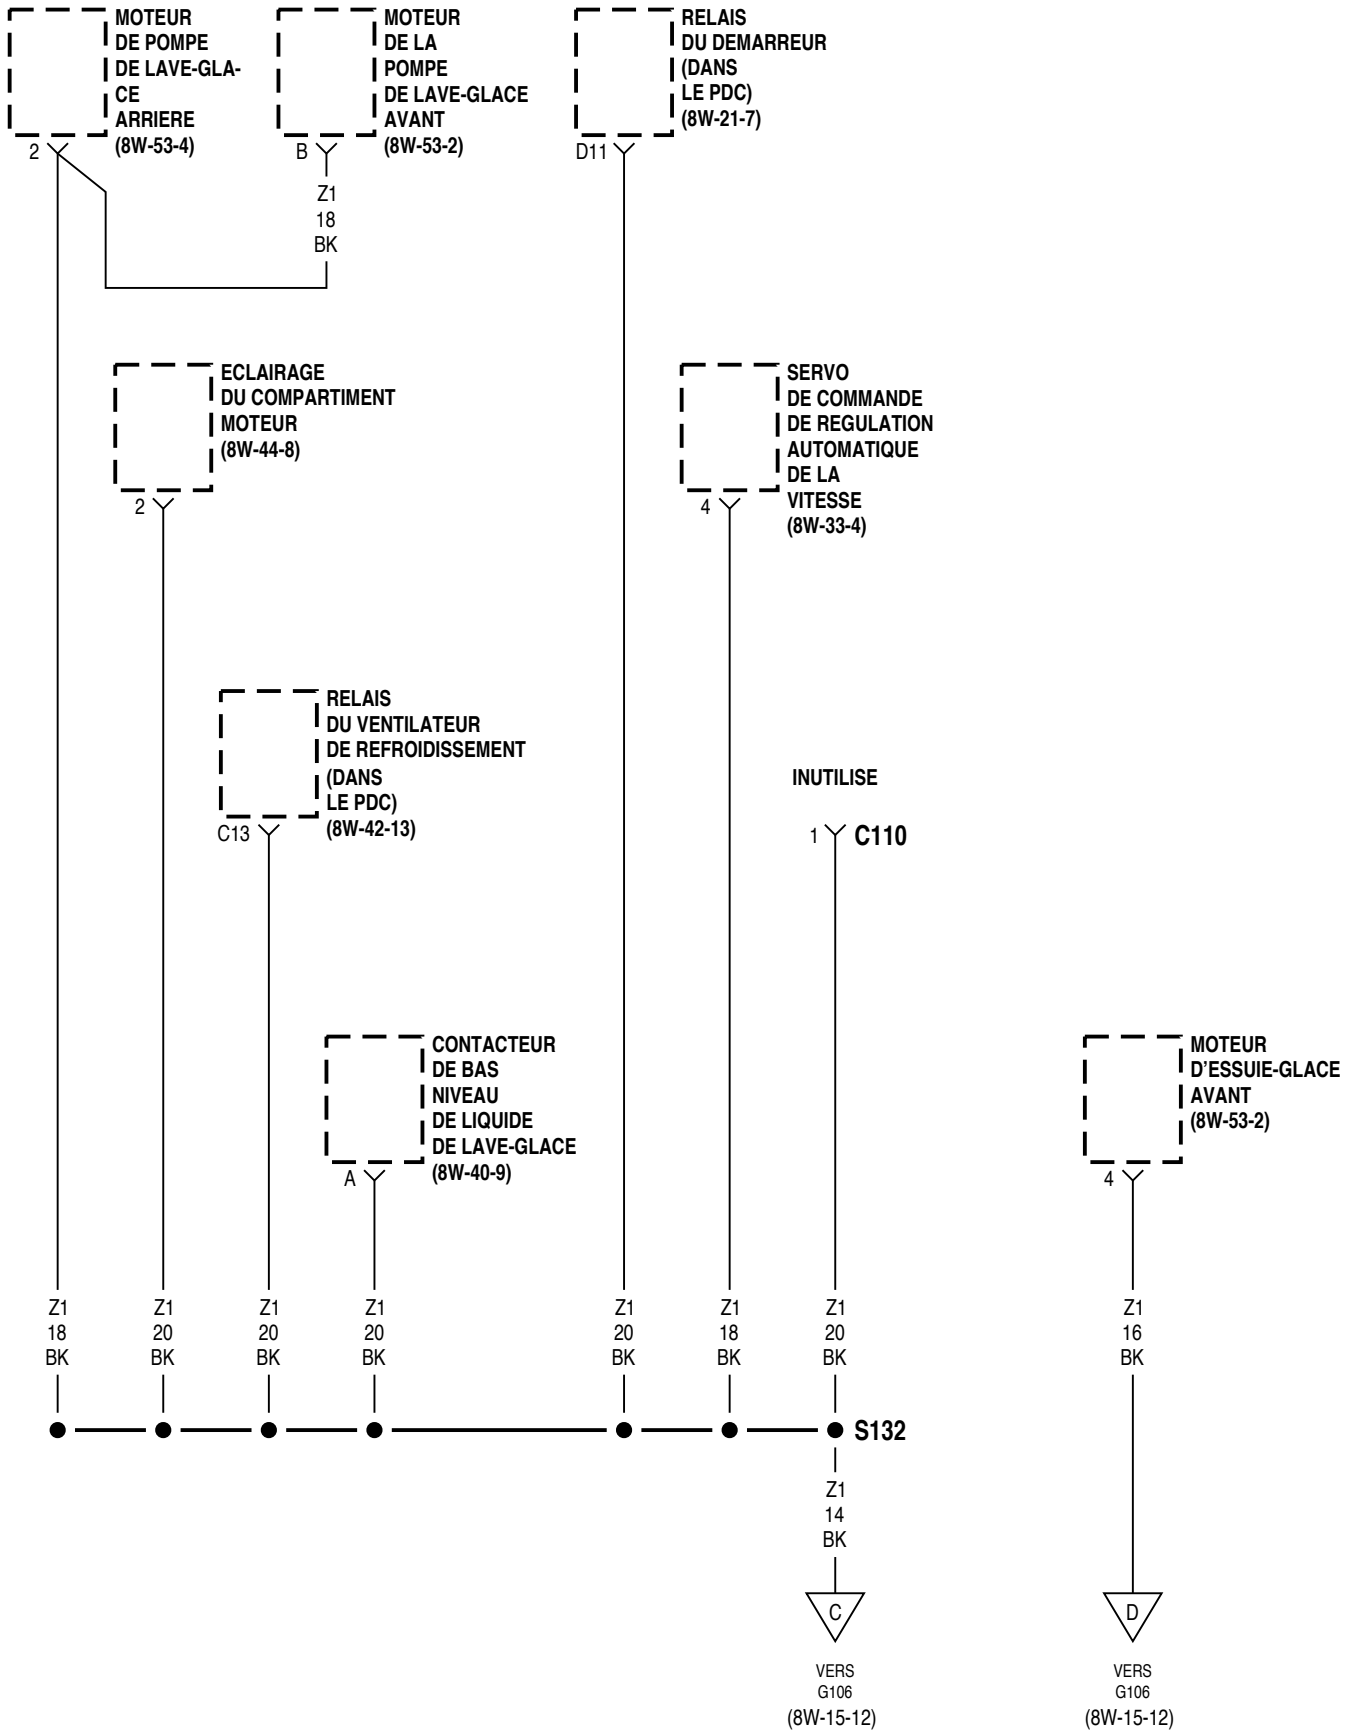 MOTEUR
DE POMPE
DE LAVE-GLA-
CE
ARRIERE
(8W-53-4)
2
MOTEUR
DE LA
POMPE
DE LAVE-GLACE
AVANT
(8W-53-2)
B
Z1
18
BK
RELAIS
DU DEMARREUR
(DANS
LE PDC)
(8W-21-7)
D11
ECLAIRAGE
DU COMPARTIMENT
MOTEUR
(8W-44-8)
2
SERVO
DE COMMANDE
DE REGULATION
AUTOMATIQUE
DE LA
VITESSE
(8W-33-4)
4
RELAIS
DU VENTILATEUR
DE REFROIDISSEMENT
(DANS
LE PDC)
(8W-42-13)
C13
INUTILISE
1
C110
CONTACTEUR
DE BAS
NIVEAU
DE LIQUIDE
DE LAVE-GLACE
(8W-40-9)
A
MOTEUR
D'ESSUIE-GLACE
AVANT
(8W-53-2)
4
Z1
18
BK
Z1
20
BK
Z1
20
BK
Z1
20
BK
Z1
20
BK
Z1
18
BK
Z1
20
BK
Z1
16
BK
S132
Z1
14
BK
C
VERS
G106
(8W-15-12)
D
VERS
G106
(8W-15-12)